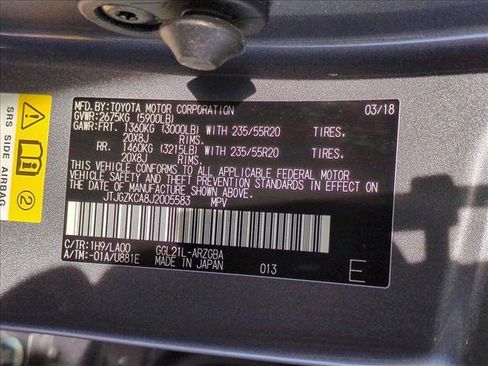 MFD. BY: TOYOTA MOTOR CORPORATION 03/18
GVWR: 2675KG (5900LB)
GAWR: FRT. 1360KG (3000LB) WITH 235/55R20 TIRES,
20X8J RIMS,
RR. 1460KG (3215LB) WITH 235/55R20 TIRES,
20X8J RIMS.
THIS VEHICLE CONFORMS TO ALL APPLICABLE FEDERAL MOTOR
VEHICLE SAFETY AND THEFT PREVENTION STANDARDS IN EFFECT
ON THE DATE OF MANUFACTURE SHOWN ABOVE.
JTJGZKCA8J2005583 MPV
C/TR: 1H9/LA00 GGL21L-ARZGBA
A/TM: -01A/U881E MADE IN JAPAN 013 E
SRS SIDE AIRBAG
2